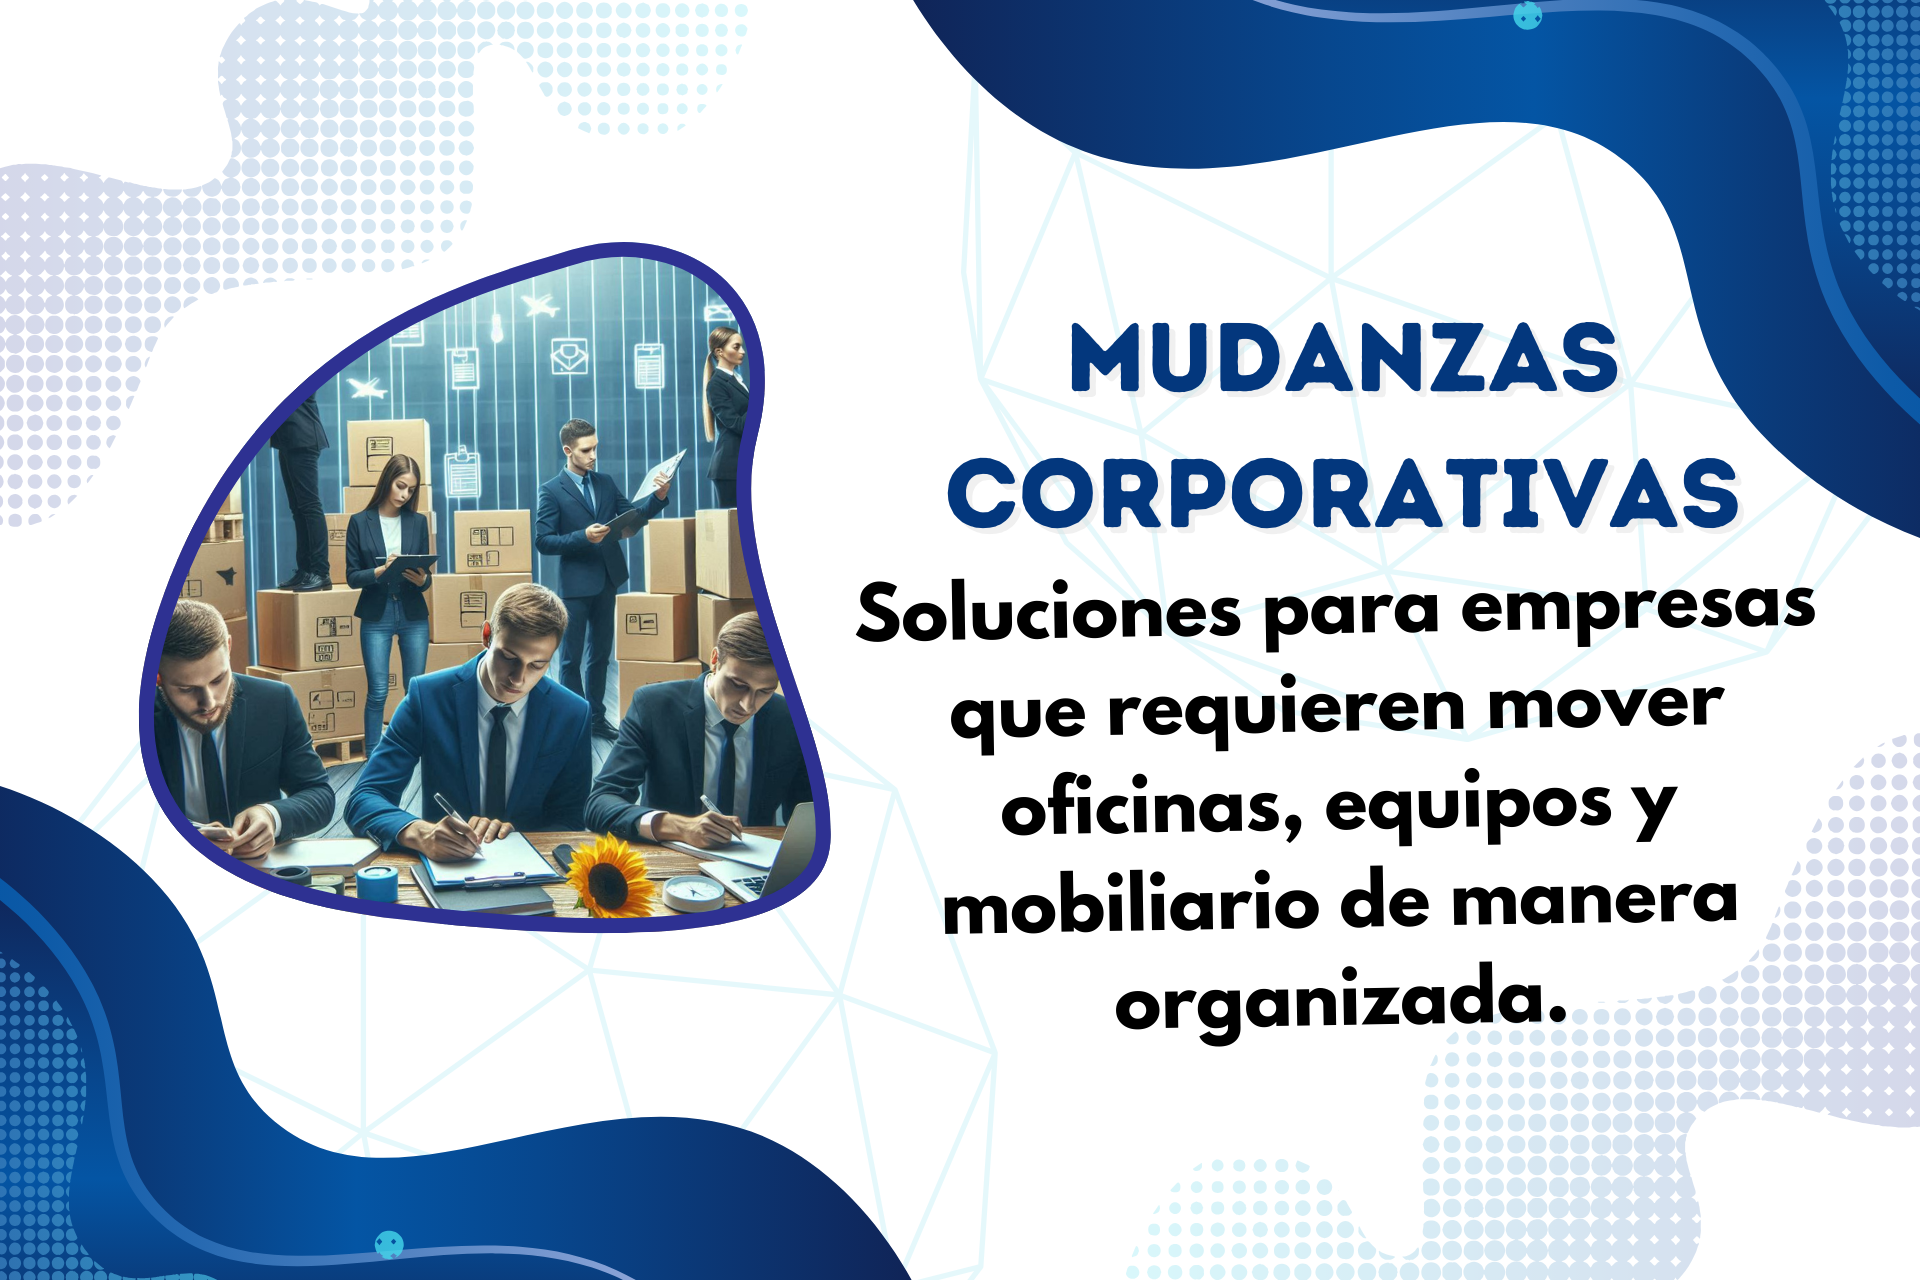 MUDANZAS
CORPORATIVAS
Soluciones para empresas
que requieren mover
oficinas, equipos y
mobiliario de manera
organizada.